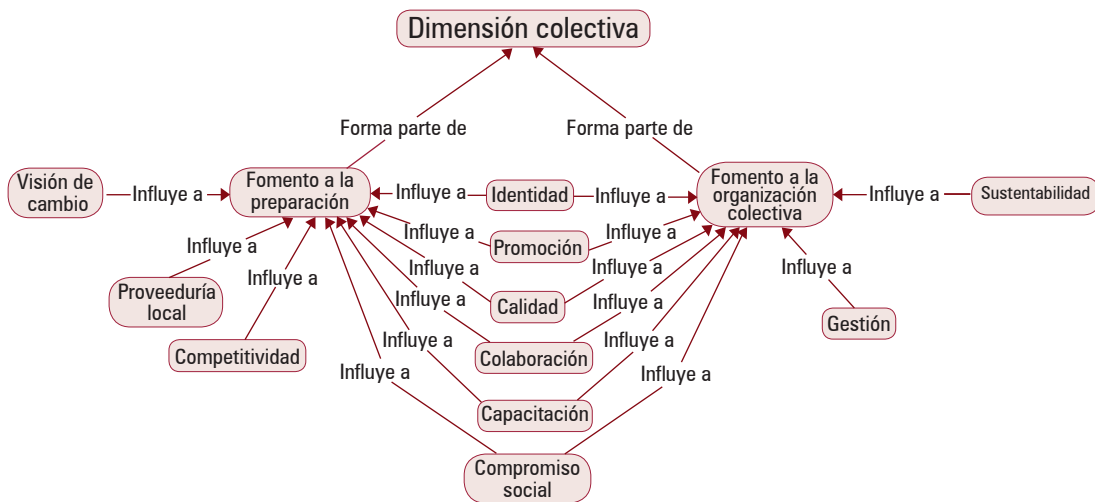 Dimensión colectiva
Forma parte de
Forma parte de
Visión de
cambio
Influye a
Fomento a la
preparación
Influye a
Identidad
Influye a
Fomento a la
organización
colectiva
Influye a
Sustentabilidad
Influye a
Influye a
Promoción
Influye a
Influye a
Influye a
Influye a
Influye a
Proveeduría
local
Influye a
Calidad
Influye a
Gestión
Influye a
Influye a
Competitividad
Colaboración
Influye a
Influye a
Capacitación
Compromiso
social